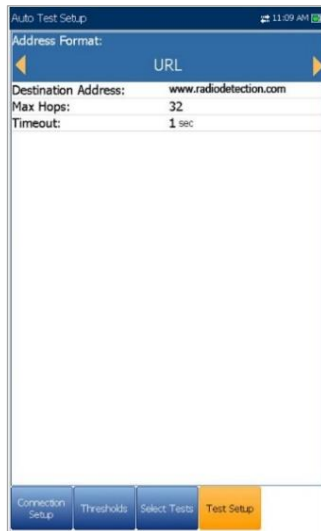 Auto Test Setup 11:09 AM
Address Format:
URL
Destination Address: www.radiodetection.com
Max Hops: 32
Timeout: 1 sec
Connection Setup Thresholds Select Tests Test Setup